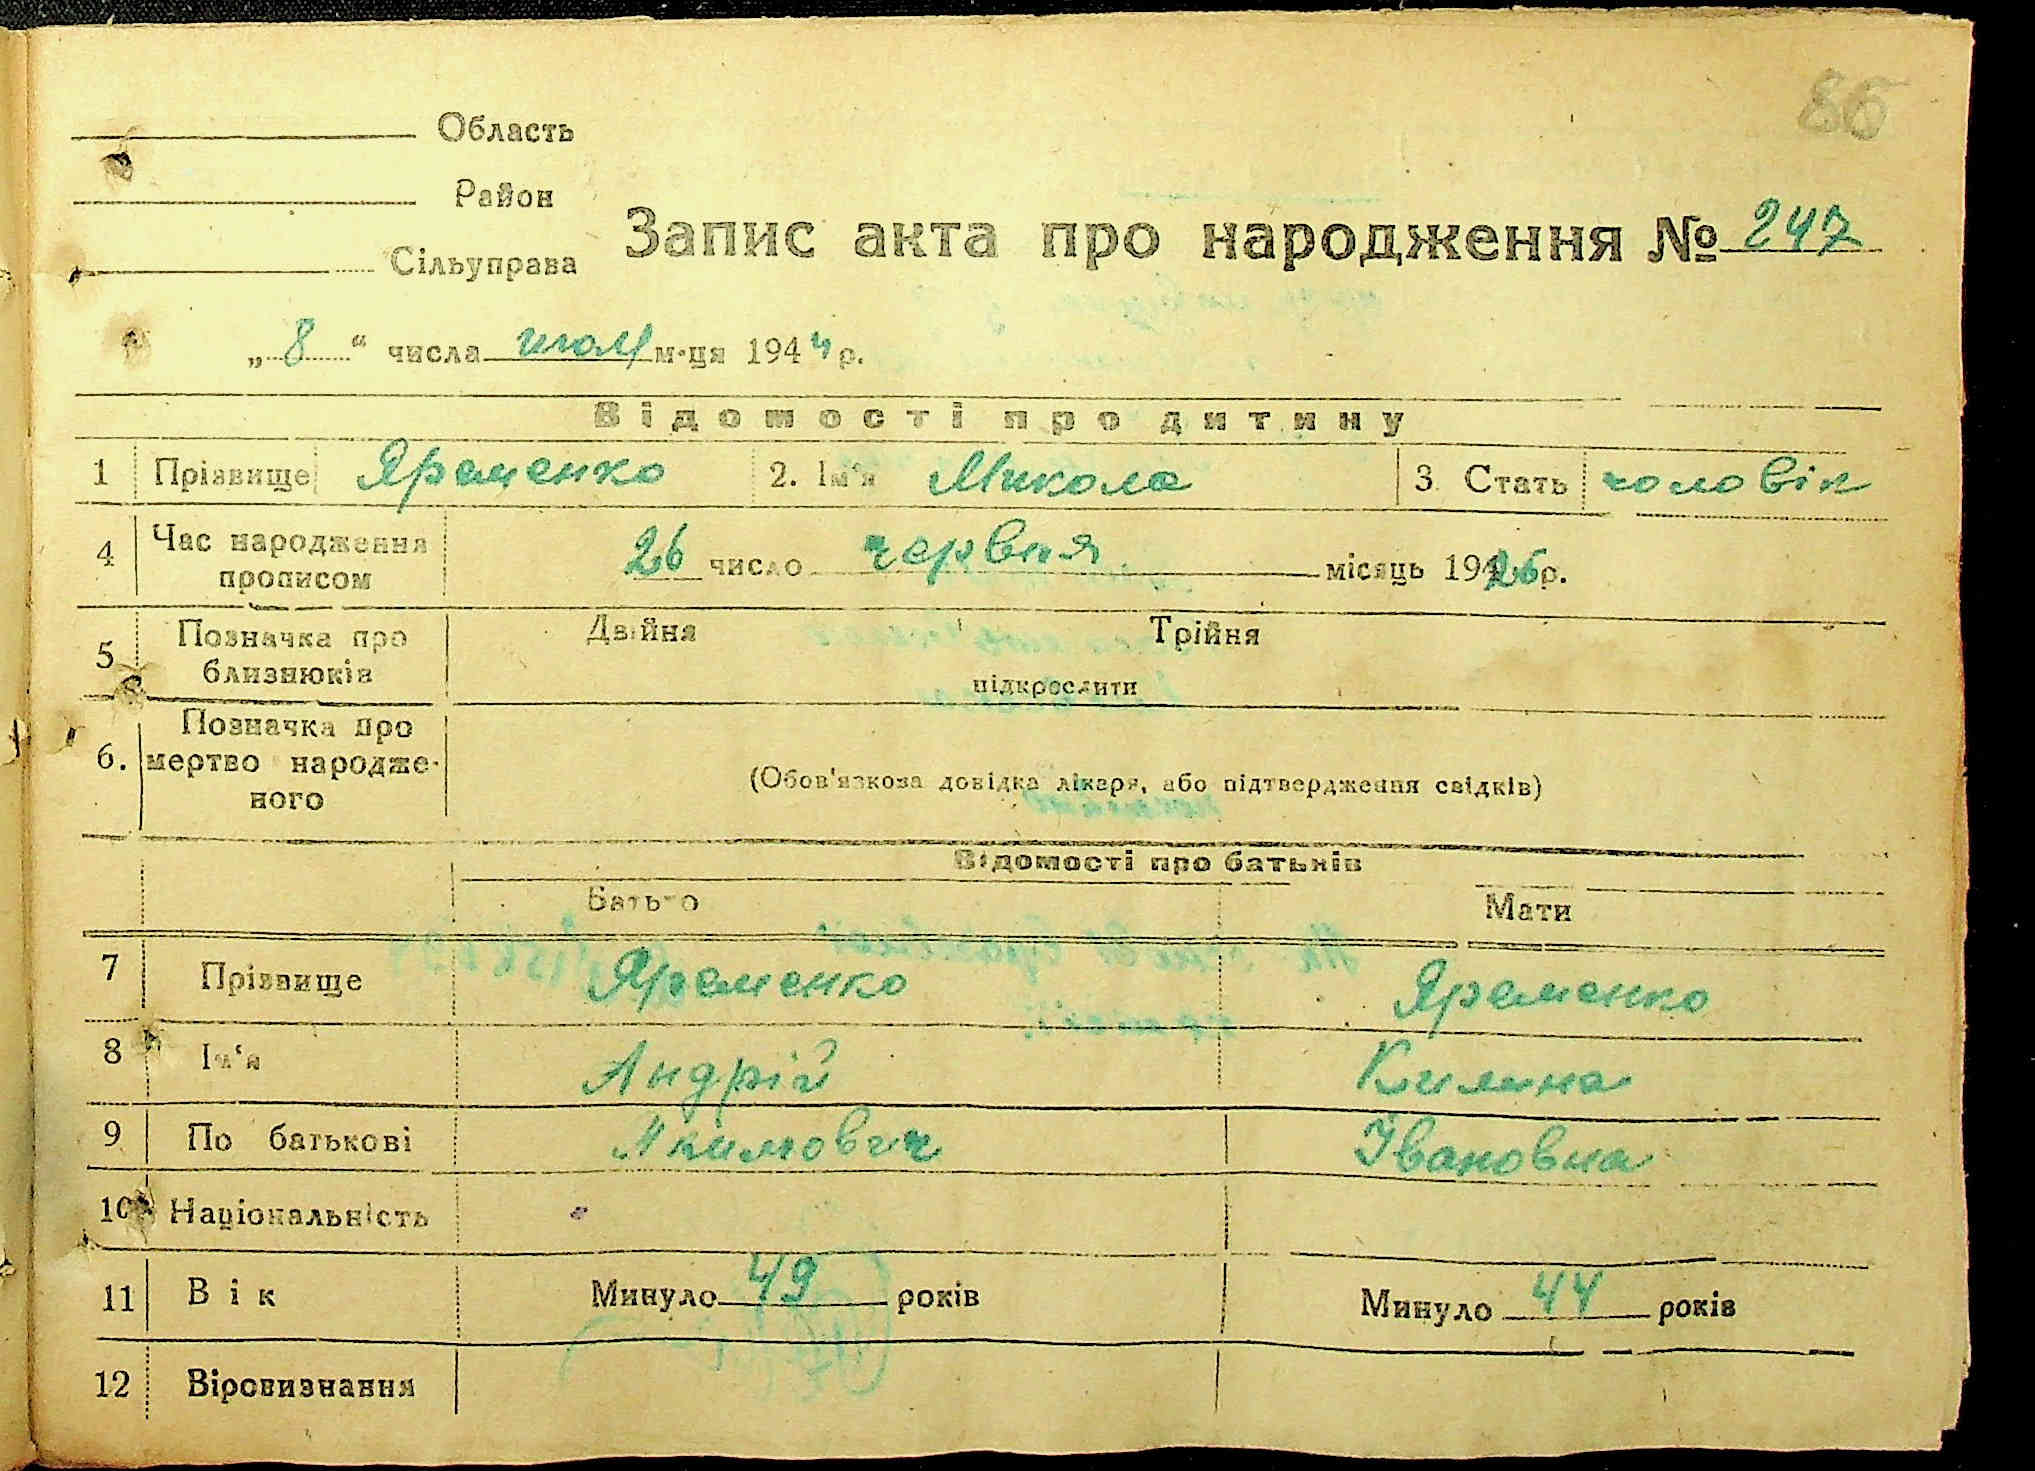 86
Область
Район
Сільуправа
Запис акта про народження № 247
„8“ числа июля м-ця 1944 р.
Відомості про дитину
1 Прізвище Яременко 2. Ім'я Микола 3 Стать чоловік
4 Час народження прописом 26 число червня місяць 1926 р.
5 Позначка про близнюків Двійня Трійня
підкреслити
6. Позначка про мертво народже-ного (Обов'язкова довідка лікаря, або підтвердження свідків)
Відомості про батьків
Батько Мати
7 Прізвище Яременко Яременко
8 Ім'я Андрій Килина
9 По батькові Якимович Івановна
10 Національність
11 Вік Минуло 49 років Минуло 44 років
12 Віровизнання